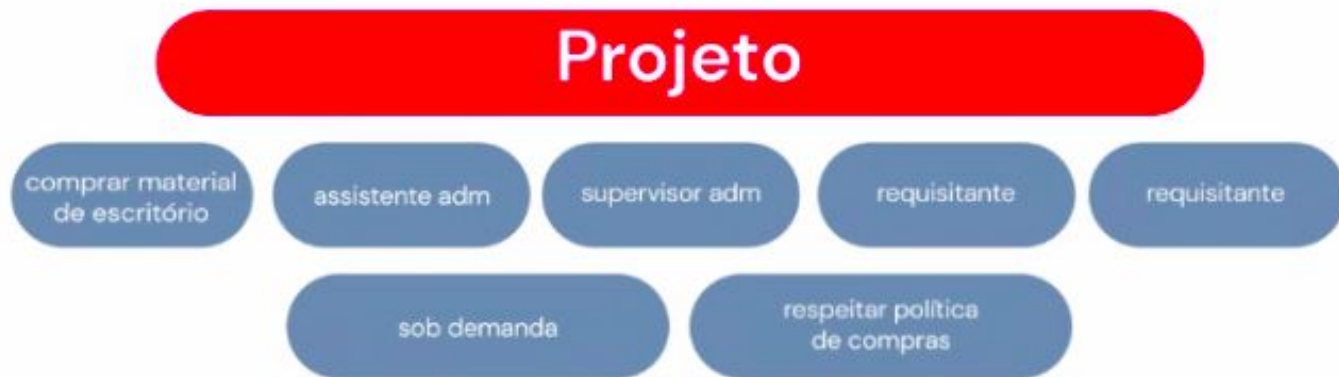 Projeto
comprar material
de escritório
assistente adm
supervisor adm
requisitante
requisitante
sob demanda
respeitar política
de compras